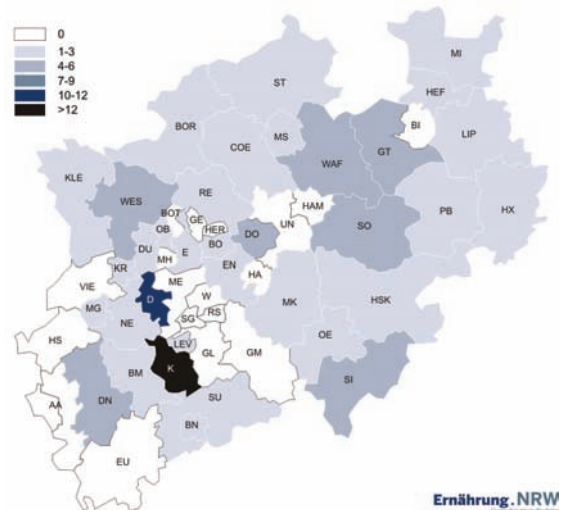 0
1-3
4-6
7-9
10-12
>12
MI
ST
HEF
BI
BOR
MS
LIP
COE
GT
WAF
KLE
RE
WES
HAM
PB
HX
BOT
GE
SO
OB
HER
UN
DO
DU
E
BO
MH
EN
KR
HA
VIE
ME
HSK
D
W
MK
MG
RS
NE
SG
OE
HS
LEV
GL
GM
K
BM
SI
DN
SU
AA
BN
EU
Ernährung.NRW